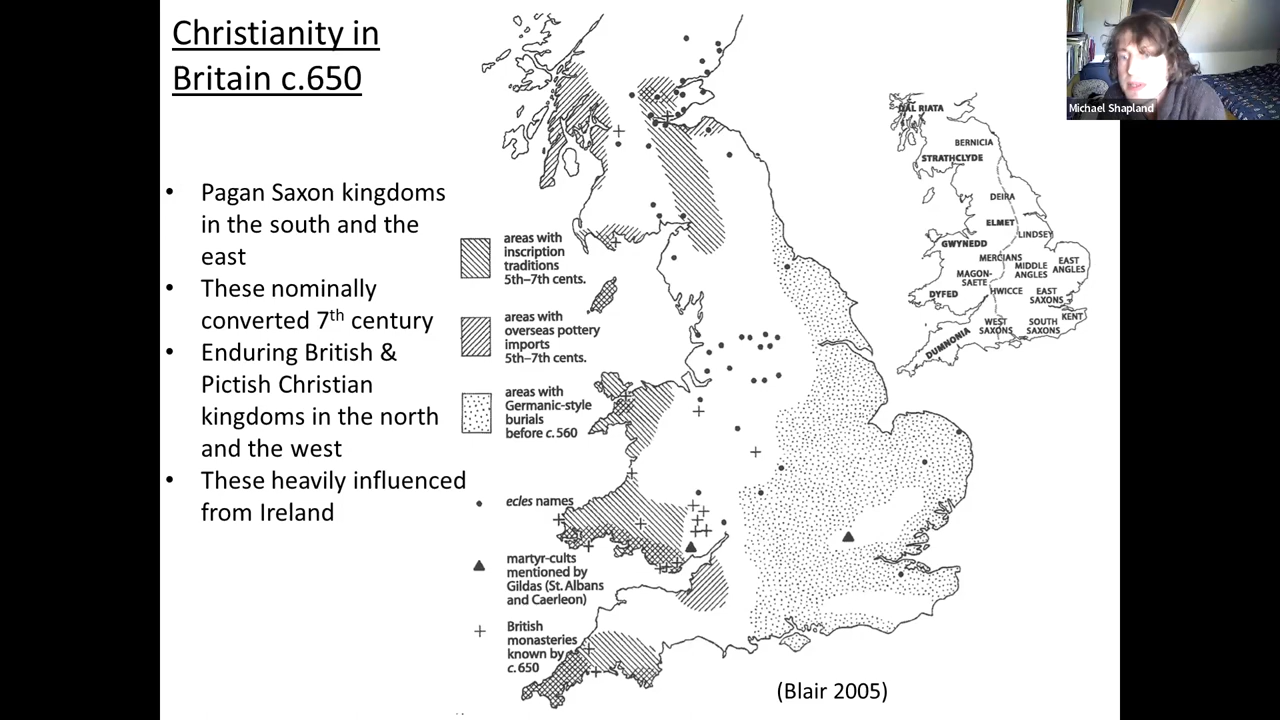 Christianity in
Britain c.650
Michael Shapland
• Pagan Saxon kingdoms
in the south and the
east
• These nominally
converted 7th century
• Enduring British &
Pictish Christian
kingdoms in the north
and the west
• These heavily influenced
from Ireland
areas with
inscription
traditions
5th–7th cents.
areas with
overseas pottery
imports
5th–7th cents.
areas with
Germanic-style
burials
before c.560
ecles names
martyr-cults
mentioned by
Gildas (St. Albans
and Caerleon)
British
monasteries
known by
c.650
DAL RIATA
BERNICIA
STRATHCLYDE
DEIRA
ELMET
LINDSEY
GWYNEDD
MERCIANS
MIDDLE
ANGLES
EAST
ANGLES
MAGON-
SAETE
DYFED
HWICCE
EAST
SAXONS
KENT
WEST
SAXONS
SOUTH
SAXONS
DUMNONIA
(Blair 2005)